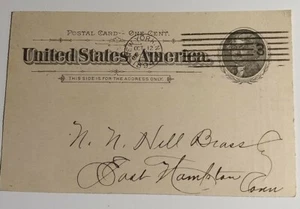 POSTAL CARD - ONE CENT.
United States of America.
THIS SIDE IS FOR THE ADDRESS ONLY.
N. N. Hill Brass Co
East Hampton
Conn